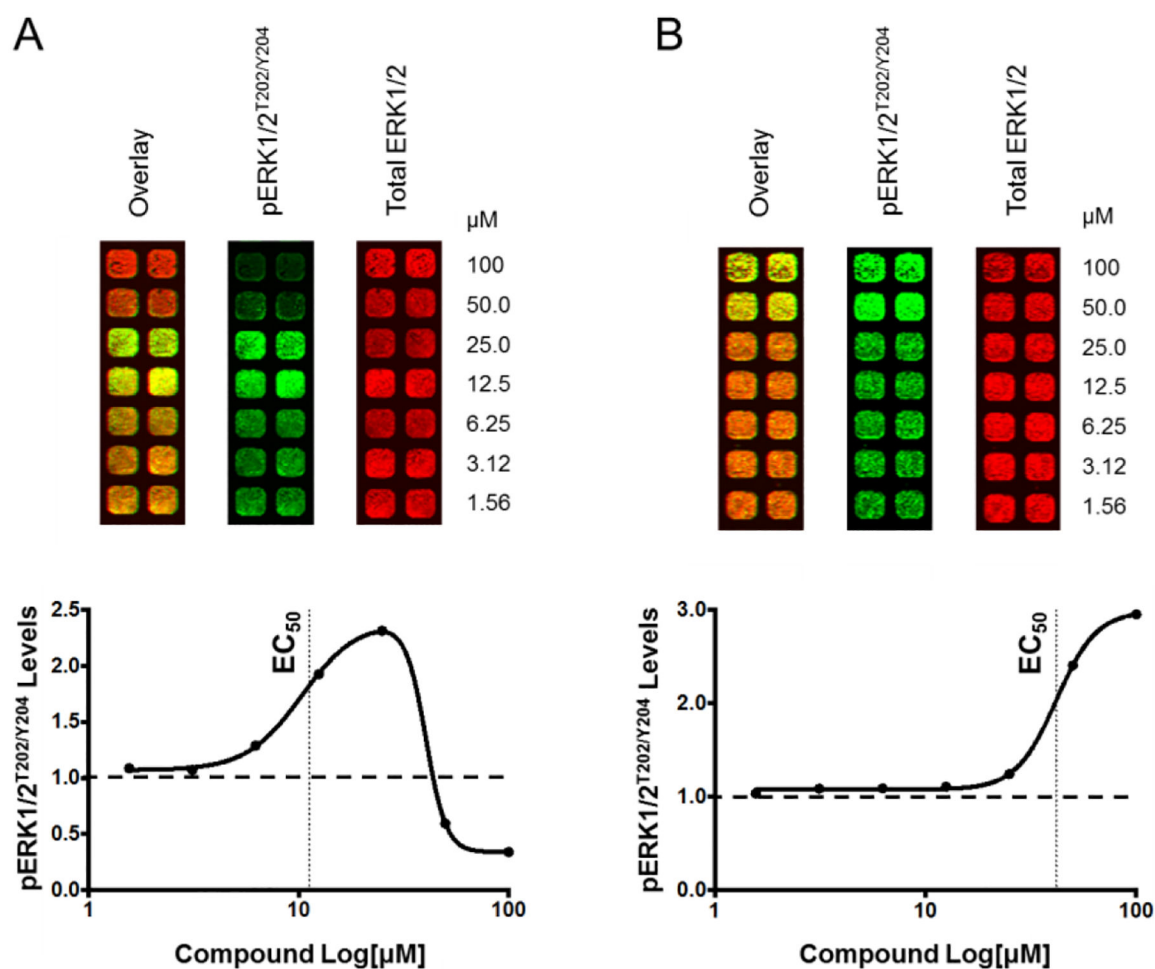 A
Overlay
pERK1/2T202/Y204
Total ERK1/2
µM
100
50.0
25.0
12.5
6.25
3.12
1.56
pERK1/2T202/Y204 Levels
2.5
2.0
1.5
1.0
0.5
0.0
EC50
1
10
100
Compound Log[µM]
B
Overlay
pERK1/2T202/Y204
Total ERK1/2
µM
100
50.0
25.0
12.5
6.25
3.12
1.56
pERK1/2T202/Y204 Levels
3.0
2.0
1.0
0.0
EC50
1
10
100
Compound Log[µM]